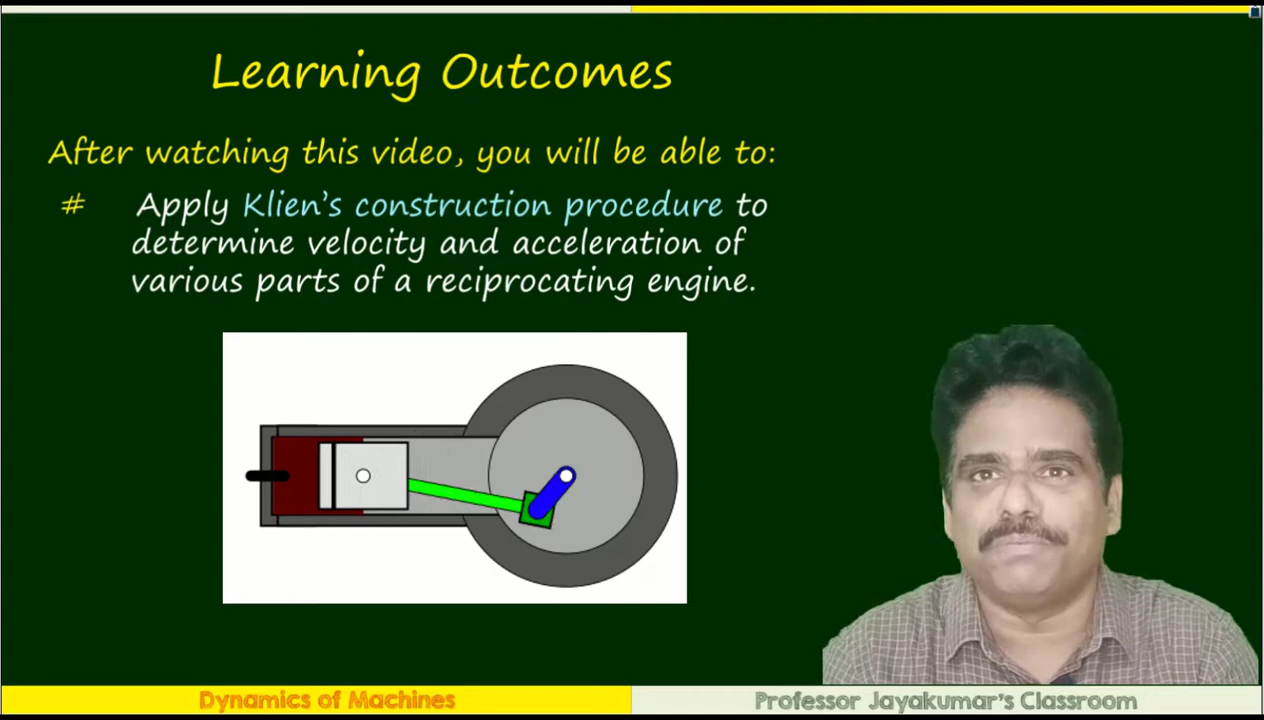 Learning Outcomes
After watching this video, you will be able to:
# Apply Klien's construction procedure to
determine velocity and acceleration of
various parts of a reciprocating engine.
Dynamics of Machines
Professor Jayakumar's Classroom